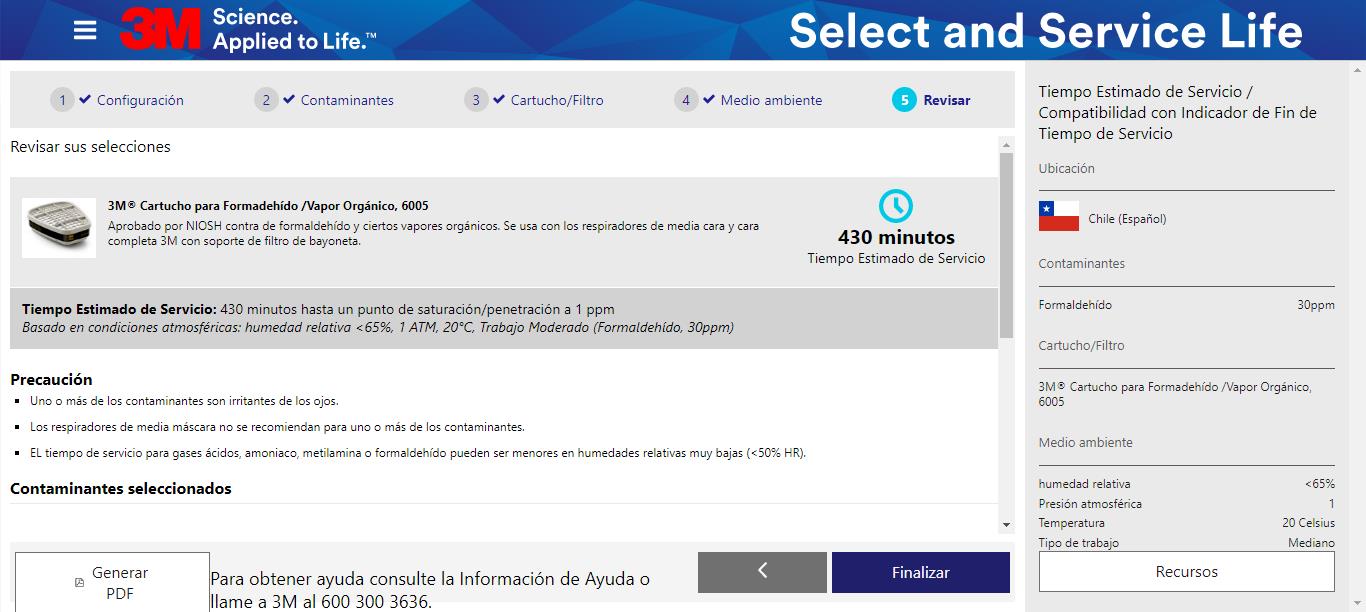 3M Science.
Applied to Life.™
Select and Service Life
1 Configuración
2 Contaminantes
3 Cartucho/Filtro
4 Medio ambiente
5 Revisar
Revisar sus selecciones
3M® Cartucho para Formadehído /Vapor Orgánico, 6005
Aprobado por NIOSH contra de formaldehído y ciertos vapores orgánicos. Se usa con los respiradores de media cara y cara
completa 3M con soporte de filtro de bayoneta.
430 minutos
Tiempo Estimado de Servicio
Tiempo Estimado de Servicio: 430 minutos hasta un punto de saturación/penetración a 1 ppm
Basado en condiciones atmosféricas: humedad relativa <65%, 1 ATM, 20°C, Trabajo Moderado (Formaldehído, 30ppm)
Precaución
▪ Uno o más de los contaminantes son irritantes de los ojos.
▪ Los respiradores de media máscara no se recomiendan para uno o más de los contaminantes.
▪ EL tiempo de servicio para gases ácidos, amoniaco, metilamina o formaldehído pueden ser menores en humedades relativas muy bajas (<50% HR).
Contaminantes seleccionados
Generar
PDF
Para obtener ayuda consulte la Información de Ayuda o
llame a 3M al 600 300 3636.
Finalizar
Tiempo Estimado de Servicio /
Compatibilidad con Indicador de Fin de
Tiempo de Servicio
Ubicación
Chile (Español)
Contaminantes
Formaldehído 30ppm
Cartucho/Filtro
3M® Cartucho para Formadehído /Vapor Orgánico,
6005
Medio ambiente
humedad relativa <65%
Presión atmosférica 1
Temperatura 20 Celsius
Tipo de trabajo Mediano
Recursos